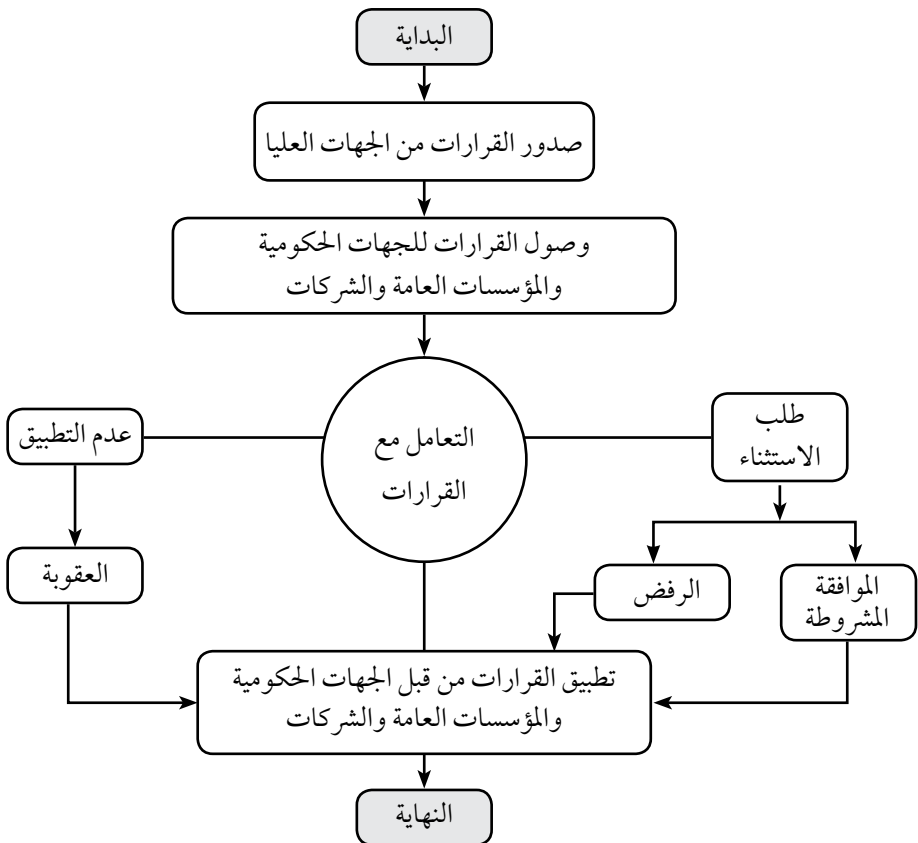 البداية
صدور القرارات من الجهات العليا
وصول القرارات للجهات الحكومية
والمؤسسات العامة والشركات
التعامل مع
القرارات
طلب
الاستثناء
عدم التطبيق
الموافقة
المشروطة
الرفض
العقوبة
تطبيق القرارات من قبل الجهات الحكومية
والمؤسسات العامة والشركات
النهاية